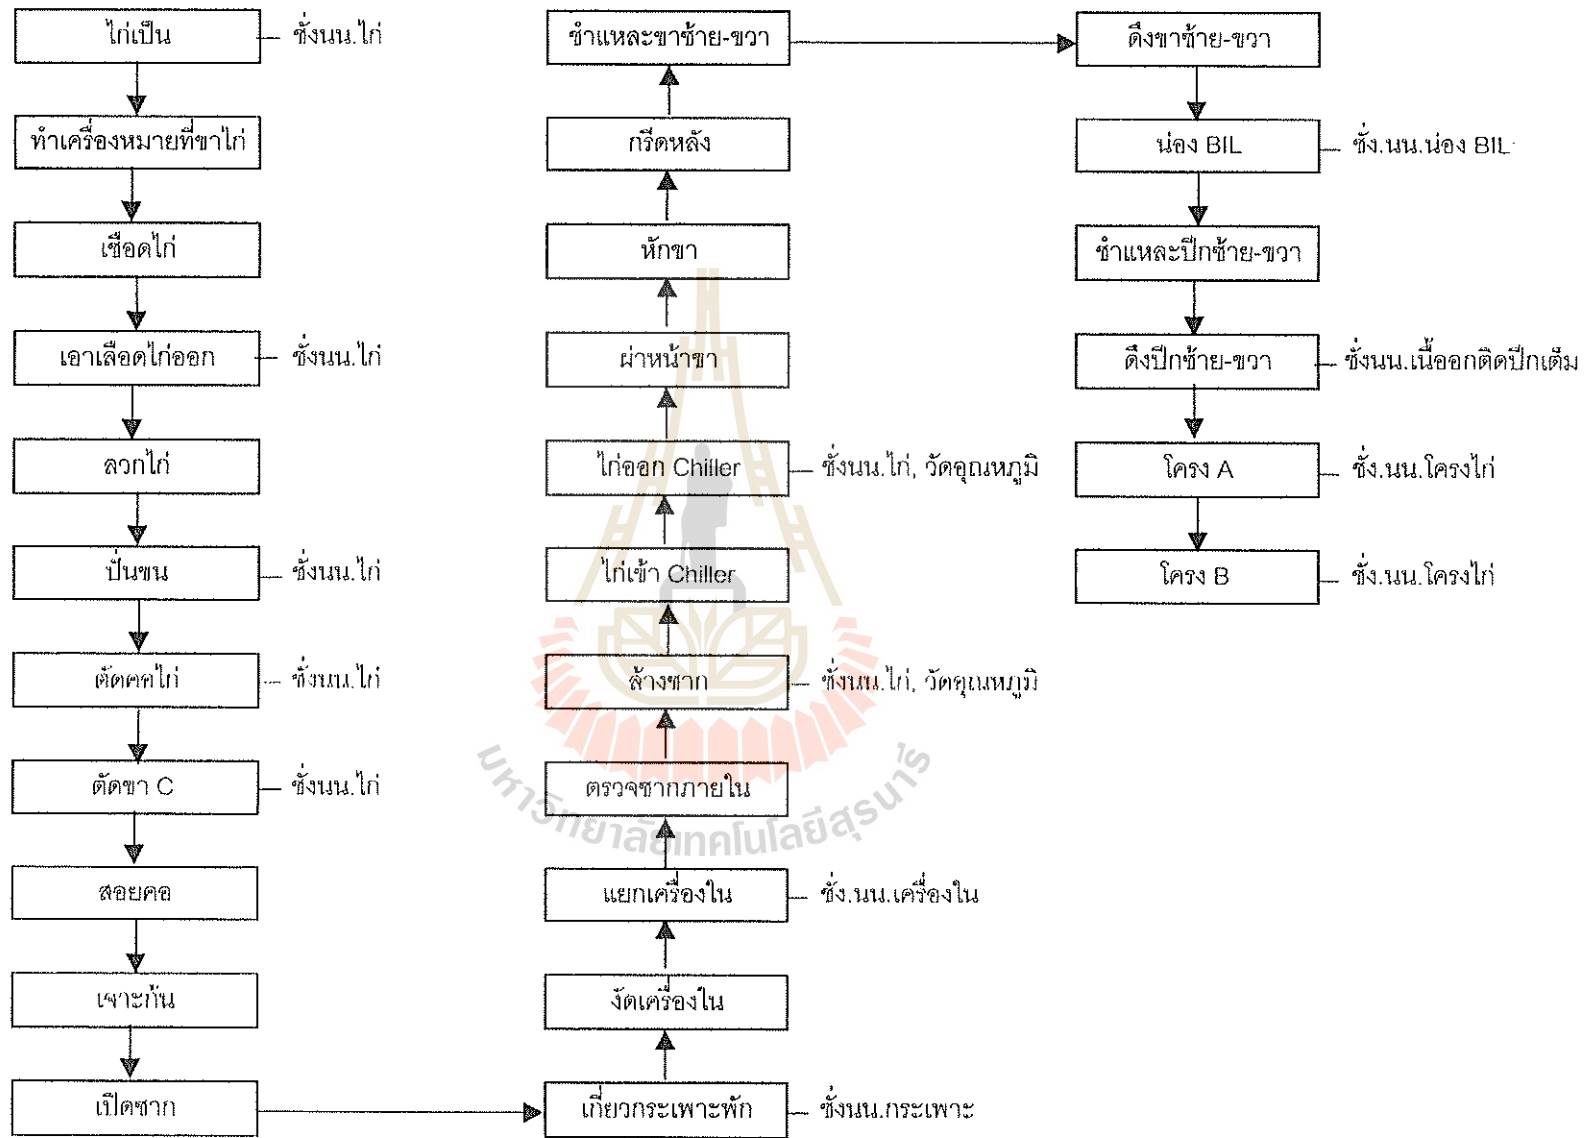 ไก่เป็น
ชั่งนน.ไก่
ทำเครื่องหมายที่ขาไก่
เชือดไก่
เอาเลือดไก่ออก
ชั่งนน.ไก่
ลวกไก่
ปั่นขน
ชั่งนน.ไก่
ตัดคอไก่
ชั่งนน.ไก่
ตัดขา C
ชั่งนน.ไก่
สอยคอ
เจาะก้น
เปิดซาก
เกี่ยวกระเพาะพัก
ชั่งนน.กระเพาะ
งัดเครื่องใน
แยกเครื่องใน
ชั่ง.นน.เครื่องใน
ตรวจซากภายใน
ล้างซาก
ชั่งนน.ไก่, วัดอุณหภูมิ
ไก่เข้า Chiller
ไก่ออก Chiller
ชั่งนน.ไก่, วัดอุณหภูมิ
ผ่าหน้าขา
หักขา
กรีดหลัง
ชำแหละขาซ้าย-ขวา
ดึงขาซ้าย-ขวา
น่อง BIL
ชั่ง.นน.น่อง BIL
ชำแหละปีกซ้าย-ขวา
ดึงปีกซ้าย-ขวา
ชั่งนน.เนื้ออกติดปีกเต็ม
โครง A
ชั่ง.นน.โครงไก่
โครง B
ชั่ง.นน.โครงไก่
มหาวิทยาลัยเทคโนโลยีสุรนารี